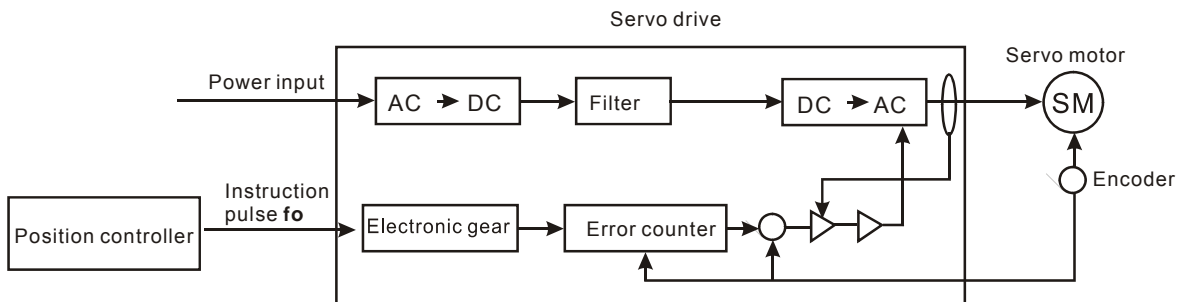 Servo drive
Servo motor
Power input
AC → DC
Filter
DC → AC
SM
Encoder
Instruction
pulse fo
Position controller
Electronic gear
Error counter